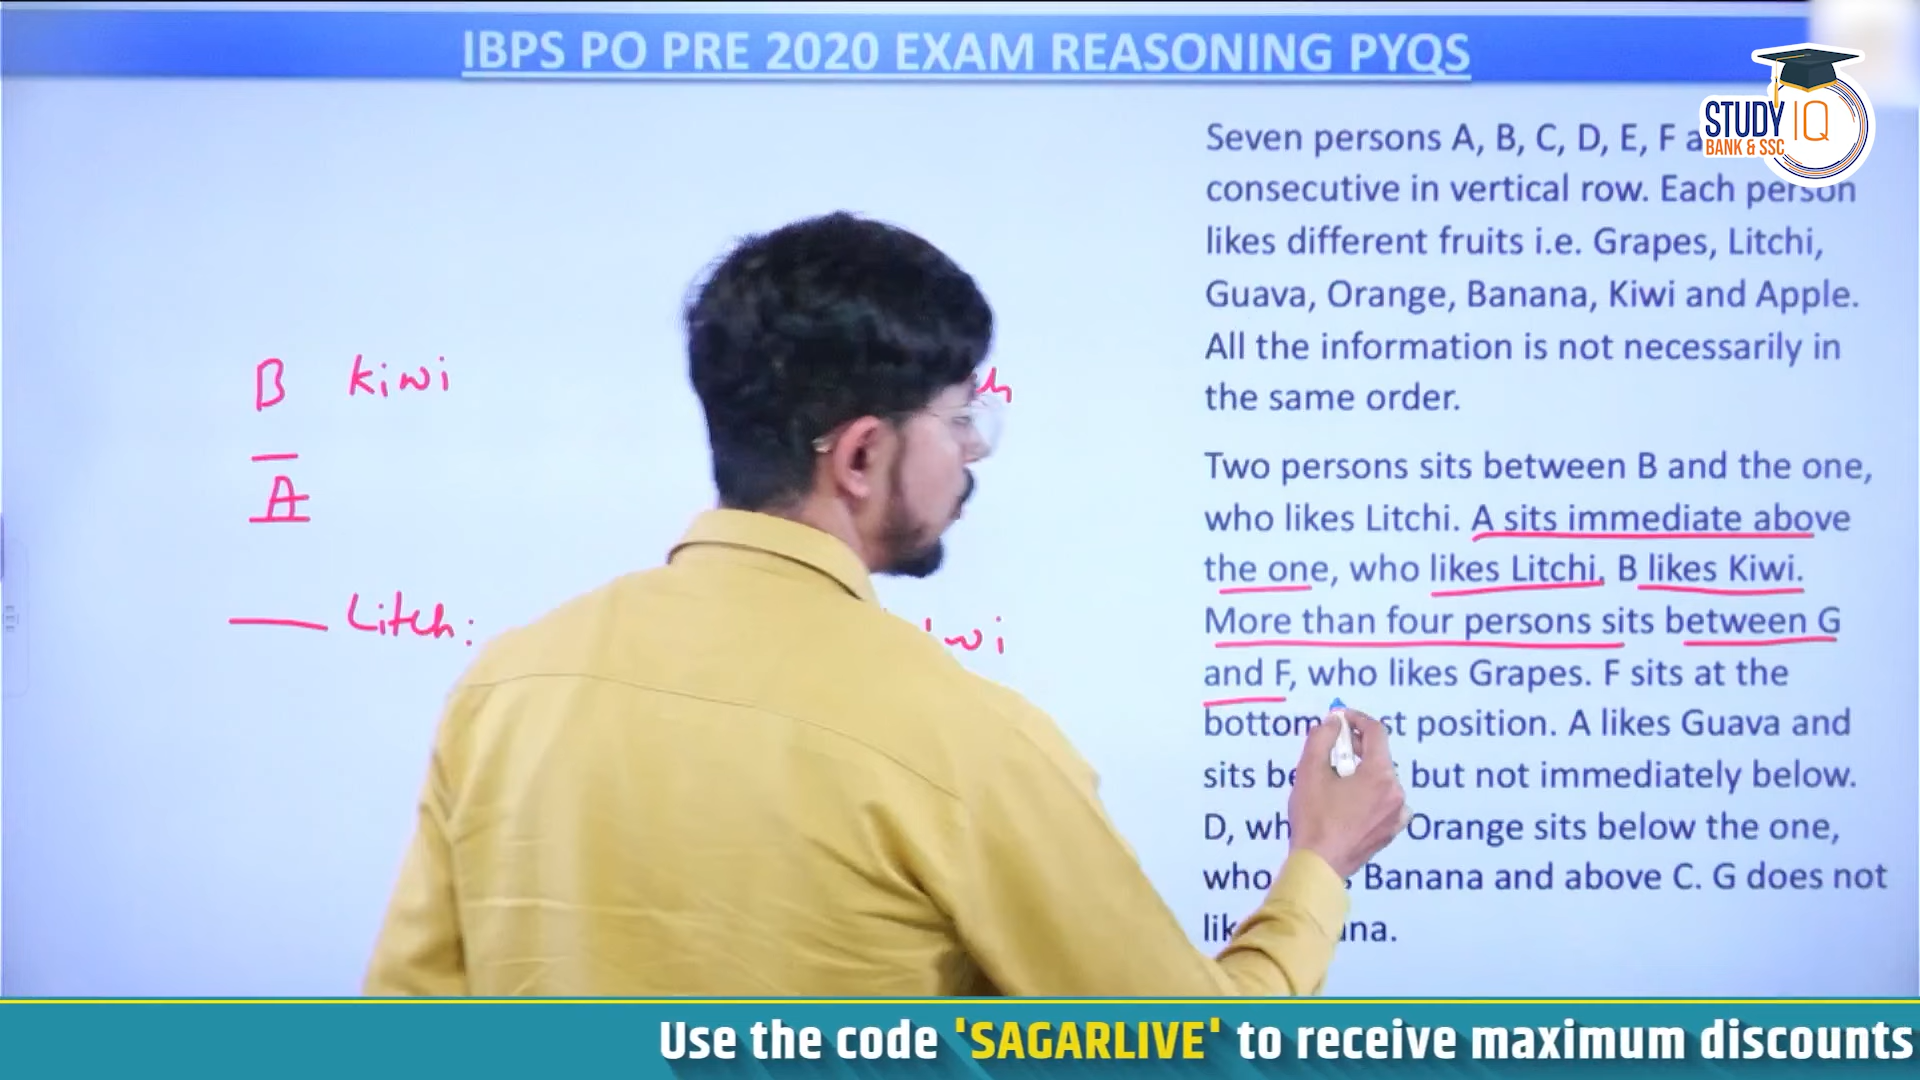 IBPS PO PRE 2020 EXAM REASONING PYQS
STUDY IQ
BANK & SSC
Seven persons A, B, C, D, E, F
consecutive in vertical row. Each person
likes different fruits i.e. Grapes, Litchi,
Guava, Orange, Banana, Kiwi and Apple.
All the information is not necessarily in
the same order.
Two persons sits between B and the one,
who likes Litchi. A sits immediate above
the one, who likes Litchi. B likes Kiwi.
More than four persons sits between G
and F, who likes Grapes. F sits at the
bottom position. A likes Guava and
sits but not immediately below.
D, Orange sits below the one,
who Banana and above C. G does not
B Kiwi
A
Litchi
Use the code 'SAGARLIVE' to receive maximum discounts